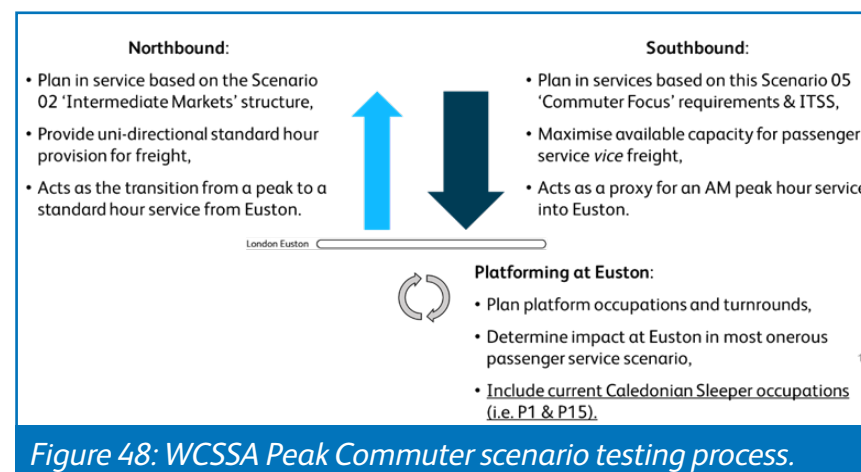 Northbound:
• Plan in service based on the Scenario
02 ‘Intermediate Markets’ structure,
• Provide uni-directional standard hour
provision for freight,
• Acts as the transition from a peak to a
standard hour service from Euston.
Southbound:
• Plan in services based on this Scenario 05
‘Commuter Focus’ requirements & ITSS,
• Maximise available capacity for passenger
service vice freight,
• Acts as a proxy for an AM peak hour service
into Euston.
London Euston
Platforming at Euston:
• Plan platform occupations and turnrounds,
• Determine impact at Euston in most onerous
passenger service scenario,
• Include current Caledonian Sleeper occupations
(i.e. P1 & P15).
Figure 48: WCSSA Peak Commuter scenario testing process.